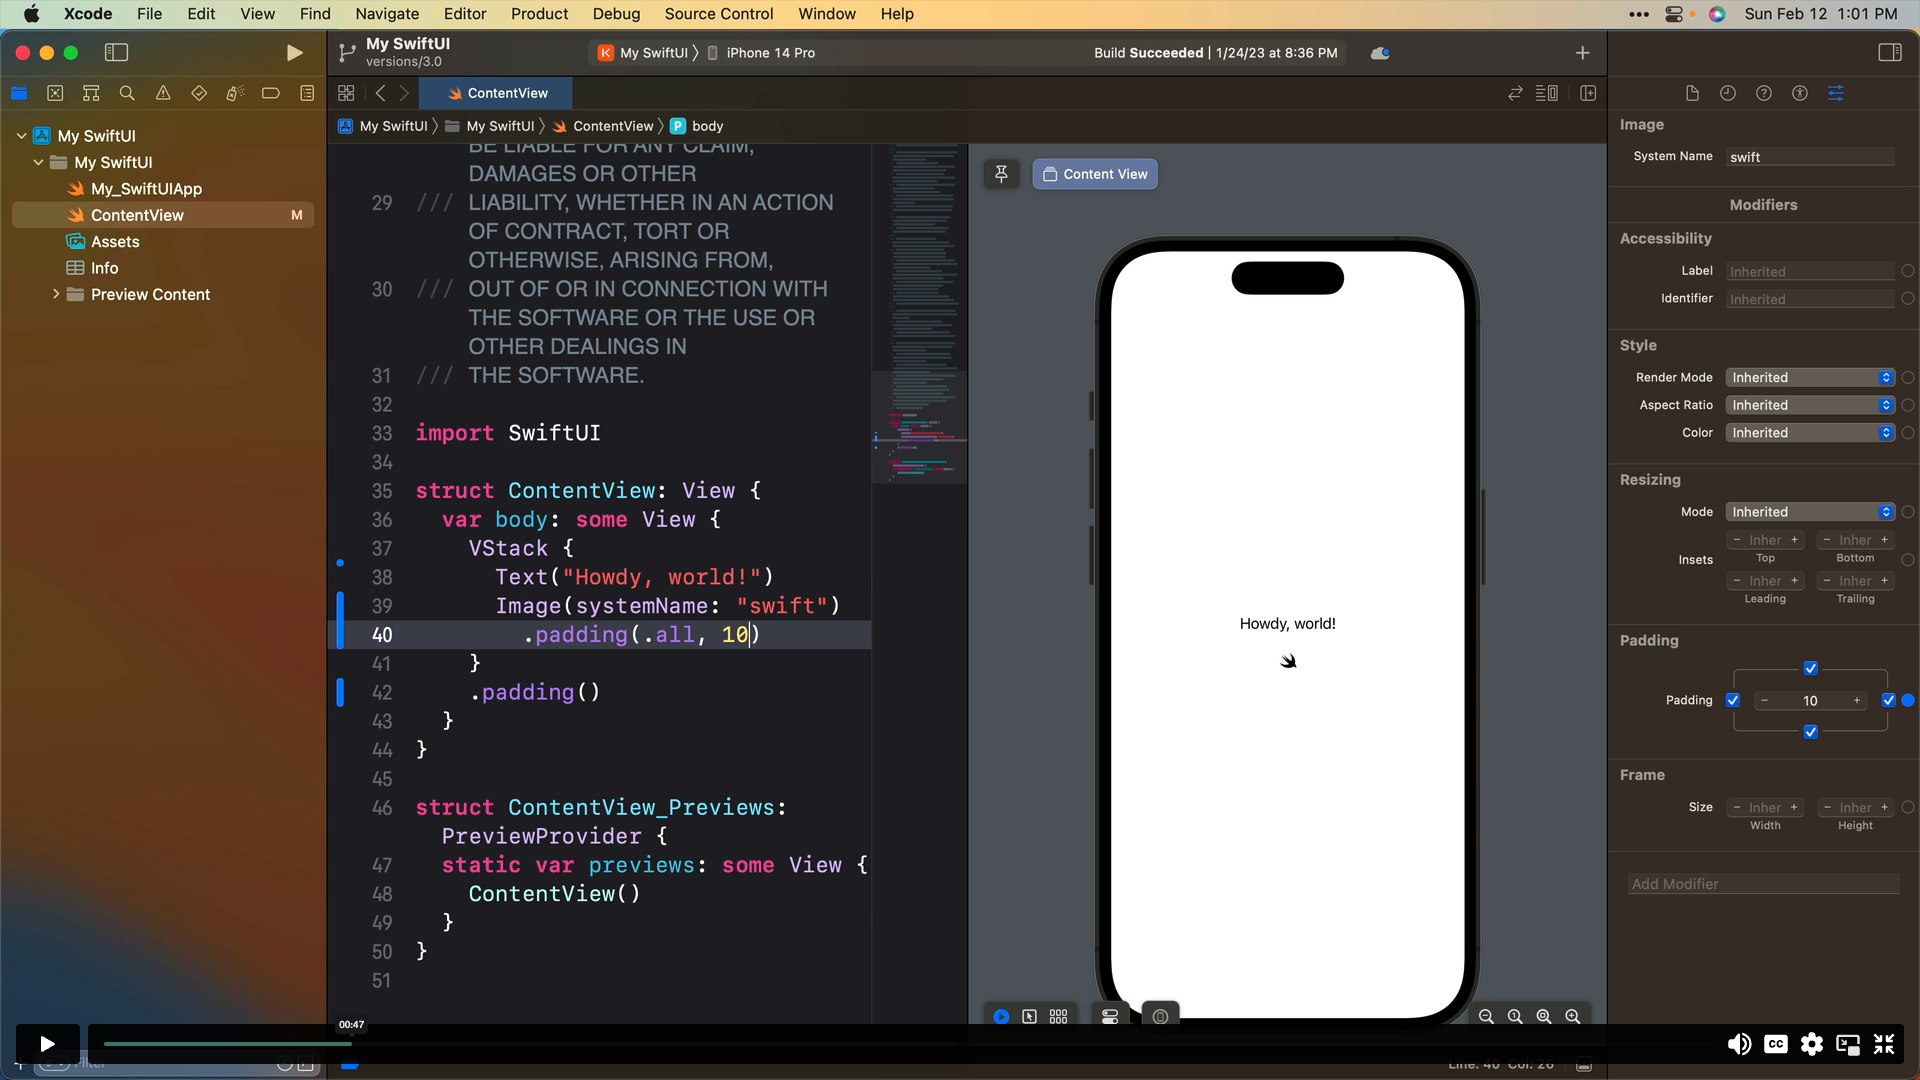 Xcode File Edit View Find Navigate Editor Product Debug Source Control Window Help
Sun Feb 12 1:01 PM
My SwiftUI
versions/3.0
My SwiftUI
iPhone 14 Pro
Build Succeeded | 1/24/23 at 8:36 PM
ContentView
My SwiftUI
My SwiftUI
ContentView
P body
My SwiftUI
My SwiftUI
My_SwiftUIApp
ContentView M
Assets
Info
Preview Content
BE LIABLE FOR ANY CLAIM,
DAMAGES OR OTHER
29 /// LIABILITY, WHETHER IN AN ACTION
OF CONTRACT, TORT OR
OTHERWISE, ARISING FROM,
30 /// OUT OF OR IN CONNECTION WITH
THE SOFTWARE OR THE USE OR
OTHER DEALINGS IN
31 /// THE SOFTWARE.
32
33 import SwiftUI
34
35 struct ContentView: View {
36 var body: some View {
37 VStack {
38 Text("Howdy, world!")
39 Image(systemName: "swift")
40 .padding(.all, 10)
41 }
42 .padding()
43 }
44 }
45
46 struct ContentView_Previews:
PreviewProvider {
47 static var previews: some View {
48 ContentView()
49 }
50 }
51
Content View
Howdy, world!
Image
System Name swift
Modifiers
Accessibility
Label Inherited
Identifier Inherited
Style
Render Mode Inherited
Aspect Ratio Inherited
Color Inherited
Resizing
Mode Inherited
Insets
− Inher + − Inher +
Top Bottom
− Inher + − Inher +
Leading Trailing
Padding
Padding − 10 +
Frame
Size − Inher + − Inher +
Width Height
Add Modifier
00:47
Filter
CC
Line: 40 Col: 26